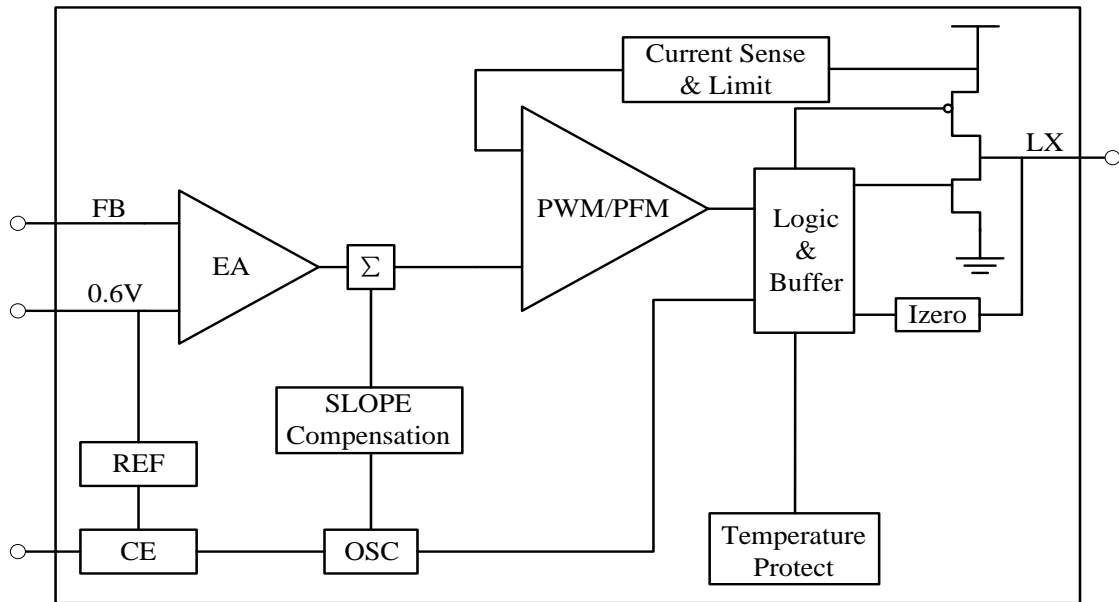 Current Sense
& Limit
LX
FB
PWM/PFM
Logic
&
Buffer
EA
Σ
0.6V
Izero
SLOPE
Compensation
REF
CE
OSC
Temperature
Protect